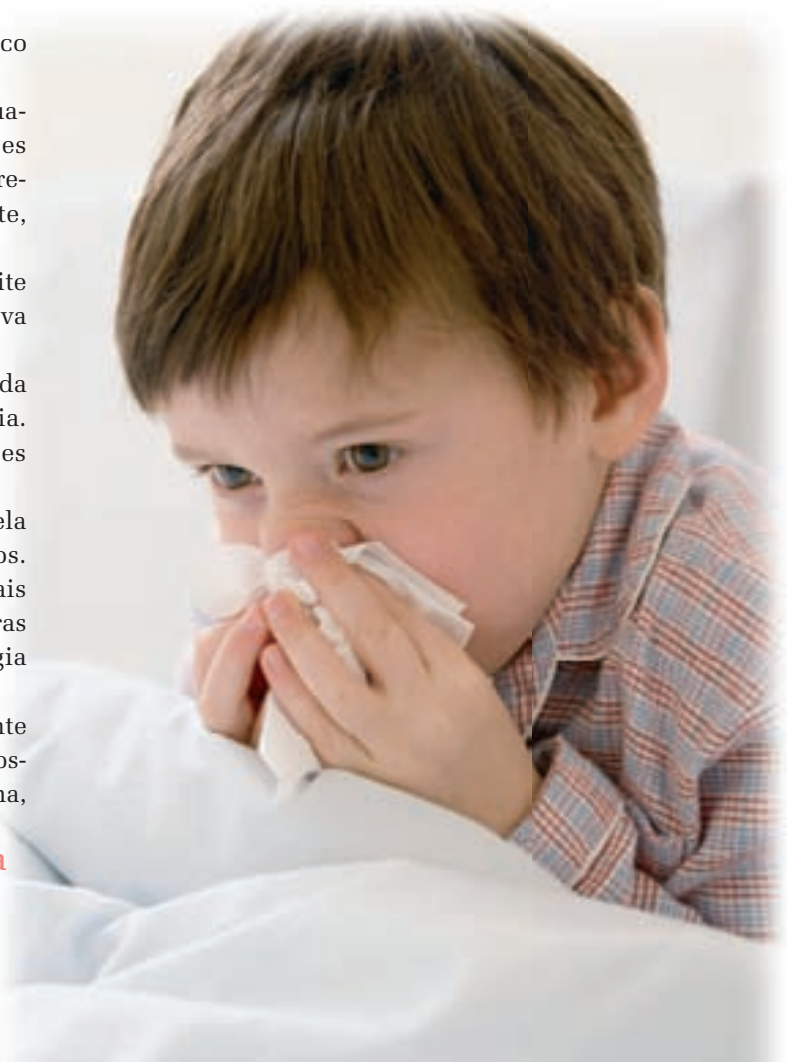 co
ua-
es
re-
te,
ite
va
da
ia.
es
ela
os.
ais
ras
gia
nte
os-
na,
a